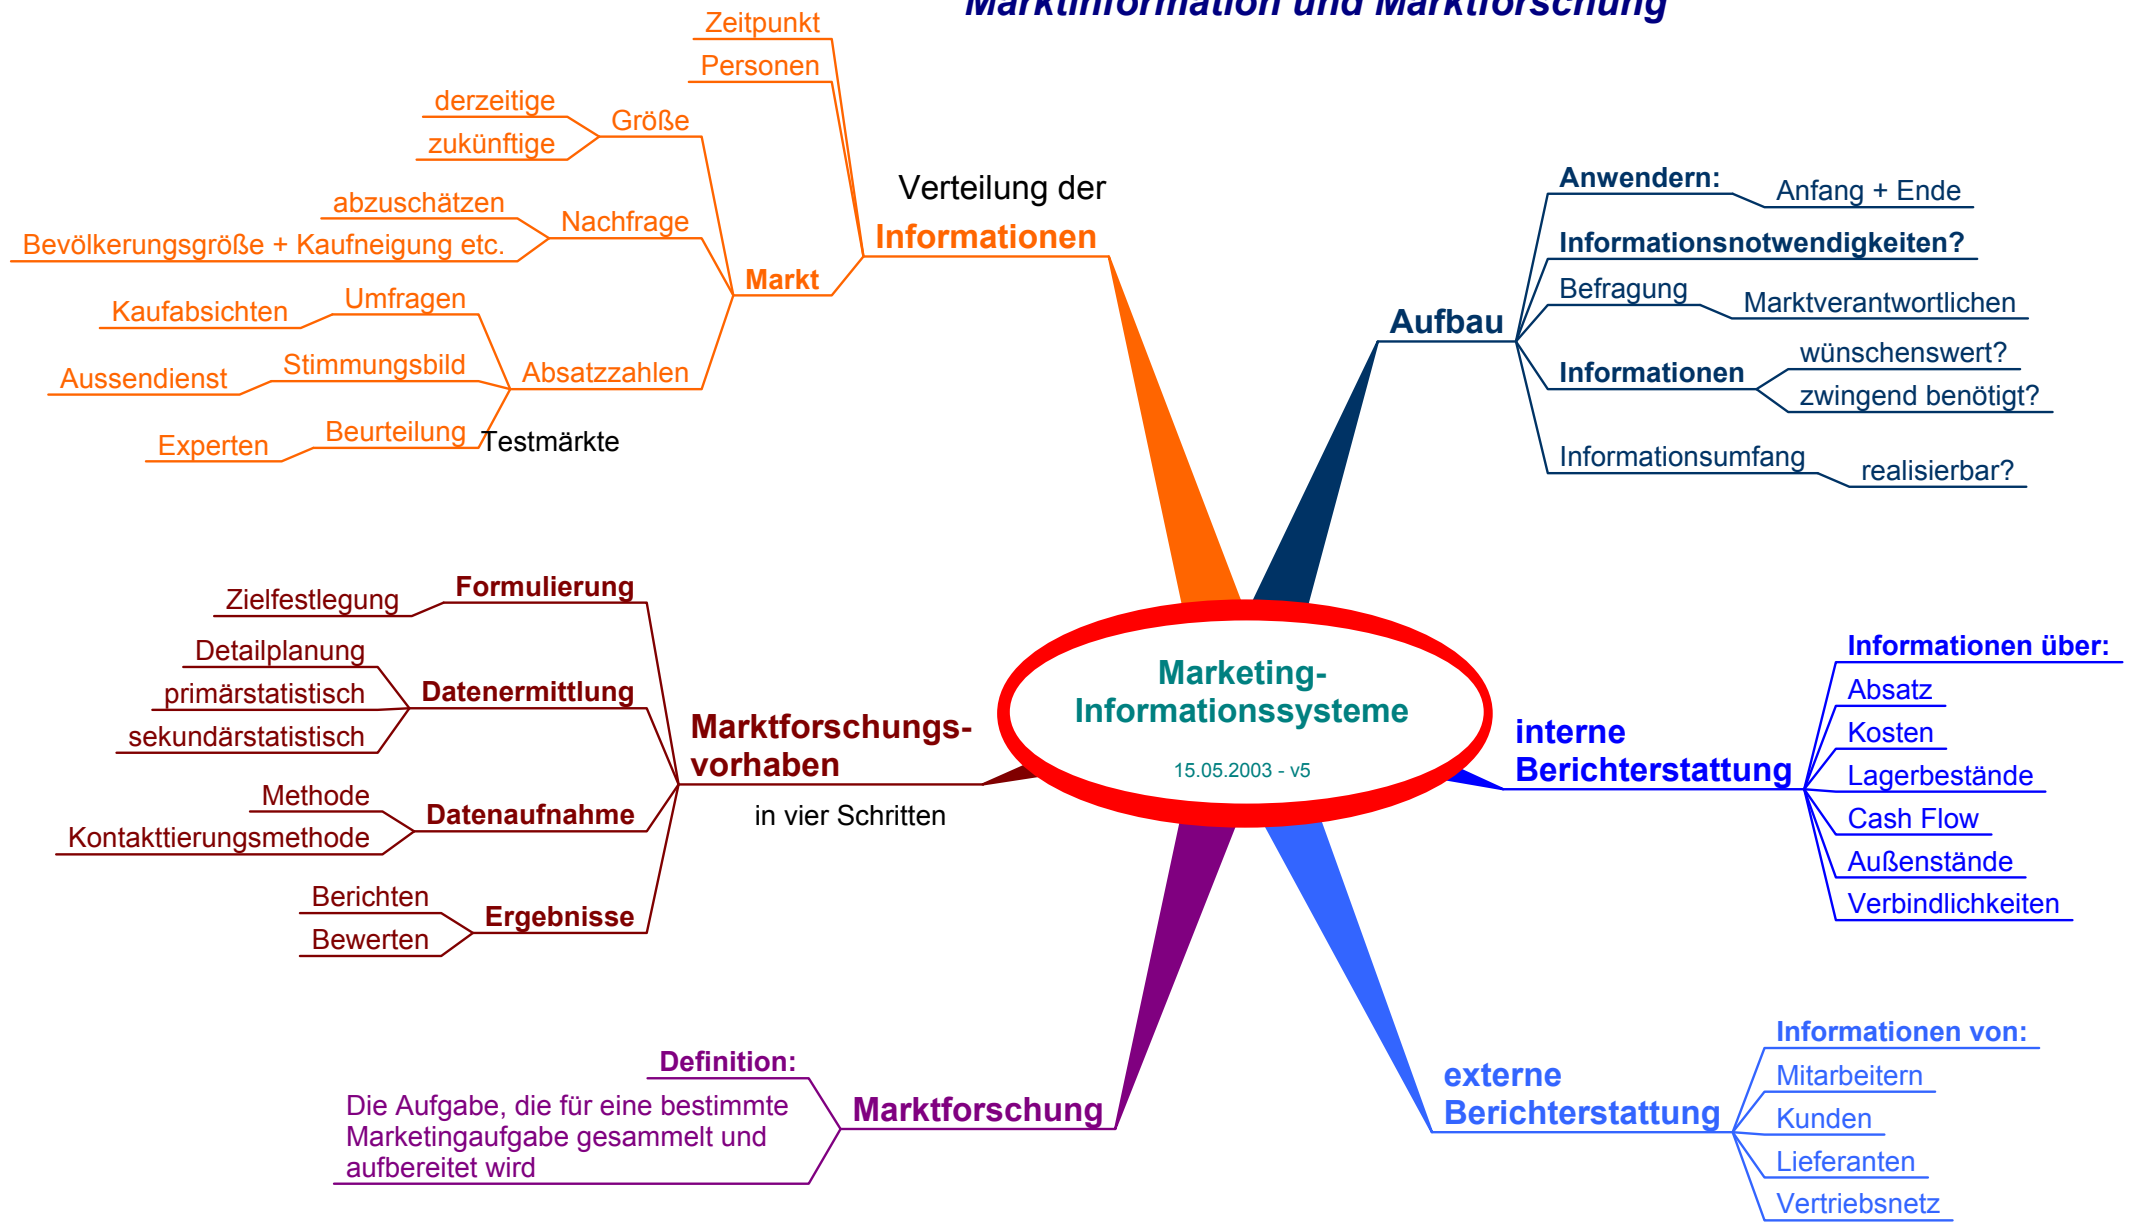 Marktinformation und Marktforschung
Marketing-
Informationssysteme
15.05.2003 - v5
Aufbau
Anwendern:
Anfang + Ende
Informationsnotwendigkeiten?
Befragung
Marktverantwortlichen
Informationen
wünschenswert?
zwingend benötigt?
Informationsumfang
realisierbar?
interne
Berichterstattung
Informationen über:
Absatz
Kosten
Lagerbestände
Cash Flow
Außenstände
Verbindlichkeiten
externe
Berichterstattung
Informationen von:
Mitarbeitern
Kunden
Lieferanten
Vertriebsnetz
Marktforschung
Definition:
Die Aufgabe, die für eine bestimmte
Marketingaufgabe gesammelt und
aufbereitet wird
Marktforschungs-
vorhaben
in vier Schritten
Formulierung
Zielfestlegung
Datenermittlung
Detailplanung
primärstatistisch
sekundärstatistisch
Datenaufnahme
Methode
Kontakttierungsmethode
Ergebnisse
Berichten
Bewerten
Verteilung der
Informationen
Zeitpunkt
Personen
Markt
Größe
derzeitige
zukünftige
Nachfrage
abzuschätzen
Bevölkerungsgröße + Kaufneigung etc.
Absatzzahlen
Umfragen
Kaufabsichten
Stimmungsbild
Aussendienst
Beurteilung
Experten
Testmärkte